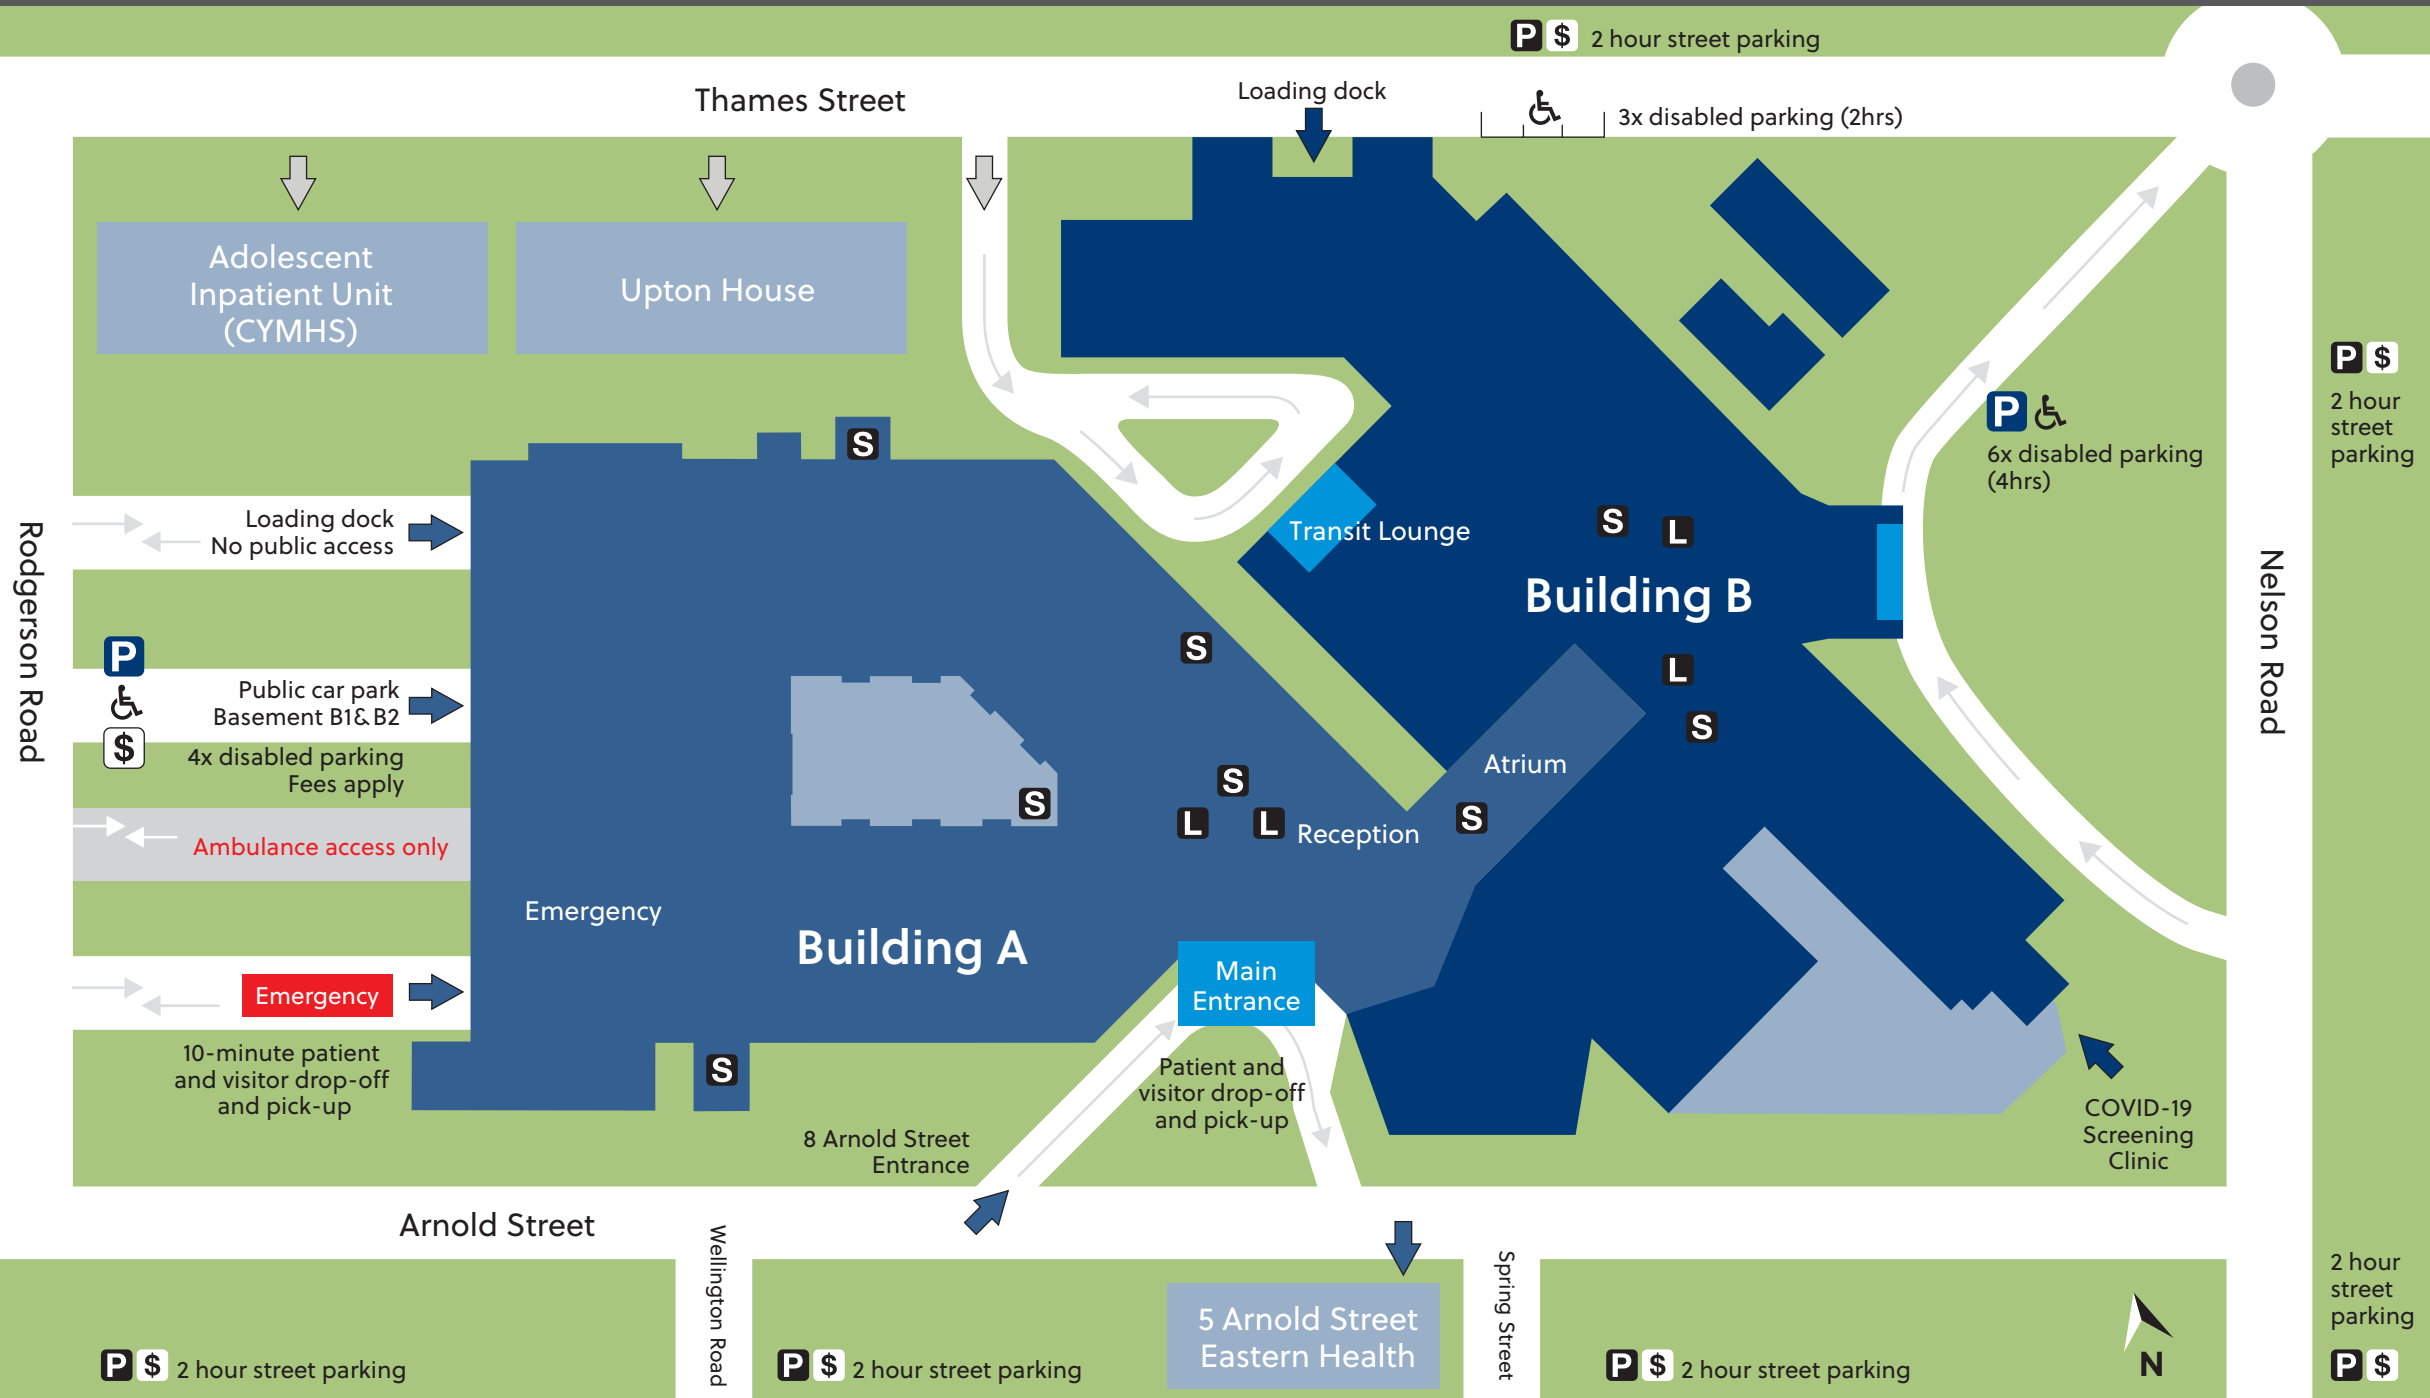 P $ 2 hour street parking
Thames Street
Loading dock
3x disabled parking (2hrs)
Adolescent
Inpatient Unit
(CYMHS)
Upton House
P $
2 hour
street
parking
P
6x disabled parking
(4hrs)
S
Loading dock
No public access
Transit Lounge
S
L
Building B
Rodgerson Road
Nelson Road
P
$
Public car park
Basement B1&B2
4x disabled parking
Fees apply
S
L
S
Atrium
S
S
L
L
Reception
S
Ambulance access only
Emergency
Building A
Main
Entrance
Emergency
10-minute patient
and visitor drop-off
and pick-up
S
Patient and
visitor drop-off
and pick-up
8 Arnold Street
Entrance
COVID-19
Screening
Clinic
Arnold Street
Wellington Road
Spring Street
5 Arnold Street
Eastern Health
P $ 2 hour street parking
P $ 2 hour street parking
P $ 2 hour street parking
N
2 hour
street
parking
P $